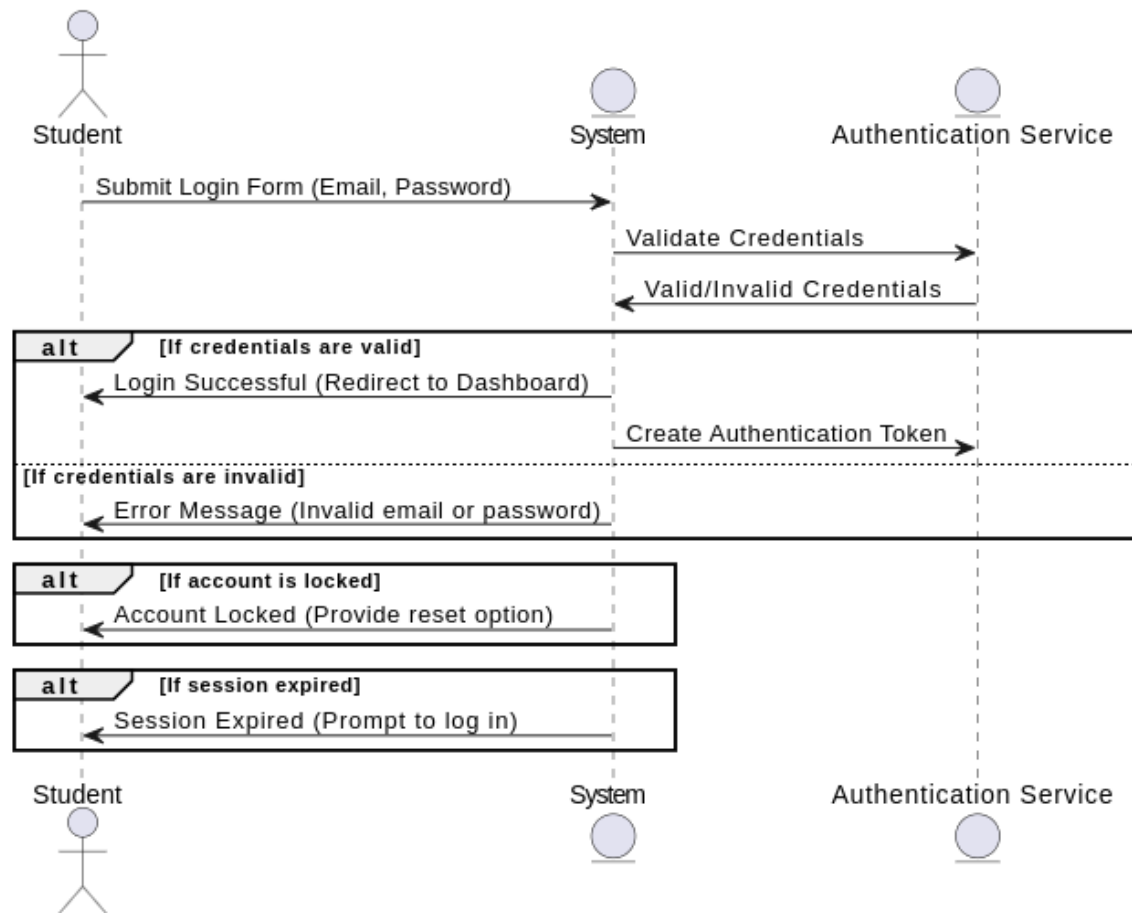 Student
System
Authentication Service
Submit Login Form (Email, Password)
Validate Credentials
Valid/Invalid Credentials
alt [If credentials are valid]
Login Successful (Redirect to Dashboard)
Create Authentication Token
[If credentials are invalid]
Error Message (Invalid email or password)
alt [If account is locked]
Account Locked (Provide reset option)
alt [If session expired]
Session Expired (Prompt to log in)
Student
System
Authentication Service